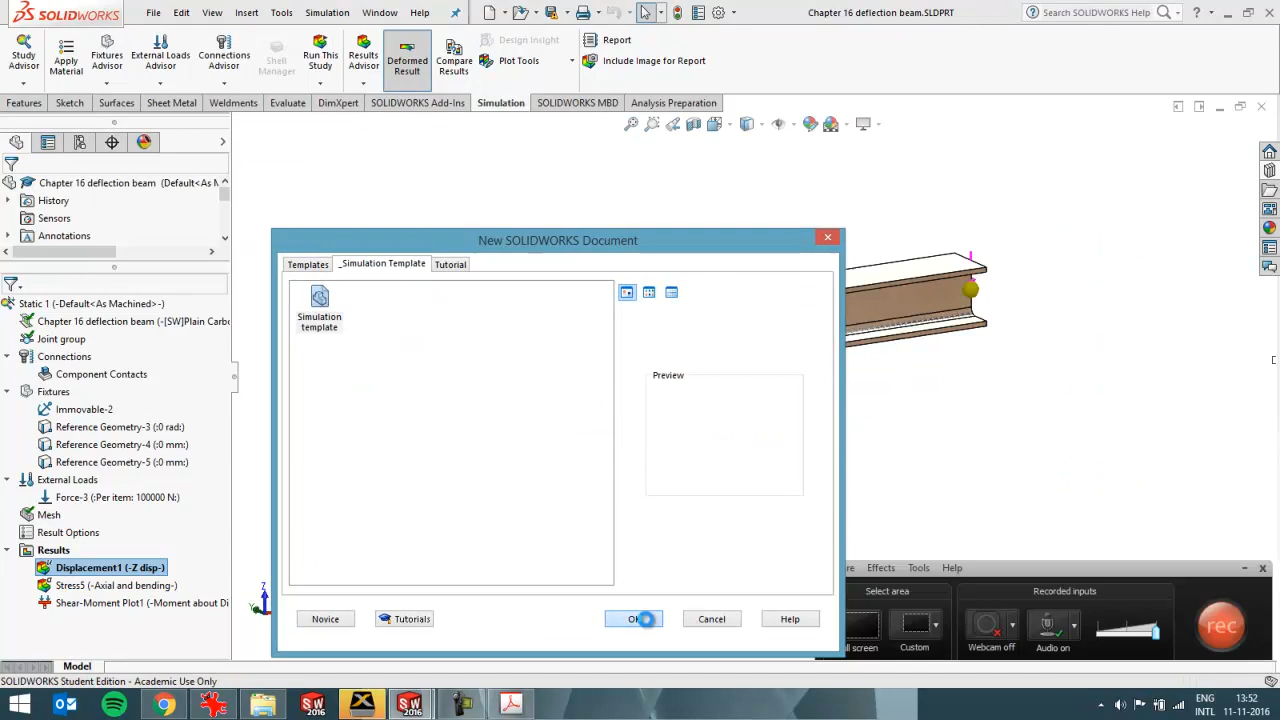 SOLIDWORKS File Edit View Insert Tools Simulation Window Help Chapter 16 deflection beam.SLDPRT Search SOLIDWORKS Help
Study Advisor
Apply Material
Fixtures Advisor
External Loads Advisor
Connections Advisor
Shell Manager
Run This Study
Results Advisor
Deformed Result
Compare Results
Design Insight
Plot Tools
Report
Include Image for Report
Features Sketch Surfaces Sheet Metal Weldments Evaluate DimXpert SOLIDWORKS Add-Ins Simulation SOLIDWORKS MBD Analysis Preparation
Chapter 16 deflection beam (Default<As M
History
Sensors
Annotations
Static 1 (-Default<As Machined>-)
Chapter 16 deflection beam (-[SW]Plain Carbo
Joint group
Connections
Component Contacts
Fixtures
Immovable-2
Reference Geometry-3 (:0 rad:)
Reference Geometry-4 (:0 mm:)
Reference Geometry-5 (:0 mm:)
External Loads
Force-3 (:Per item: 100000 N:)
Mesh
Result Options
Results
Displacement1 (-Z disp-)
Stress5 (-Axial and bending-)
Shear-Moment Plot1 (-Moment about Di
New SOLIDWORKS Document
Templates _Simulation Template Tutorial
Simulation template
Preview
Novice Tutorials OK Cancel Help
Z
Effects Tools Help
Select area Recorded inputs
Custom Webcam off Audio on
rec
Model
SOLIDWORKS Student Edition - Academic Use Only
SW 2016
SW 2016
ENG 13:52
INTL 11-11-2016